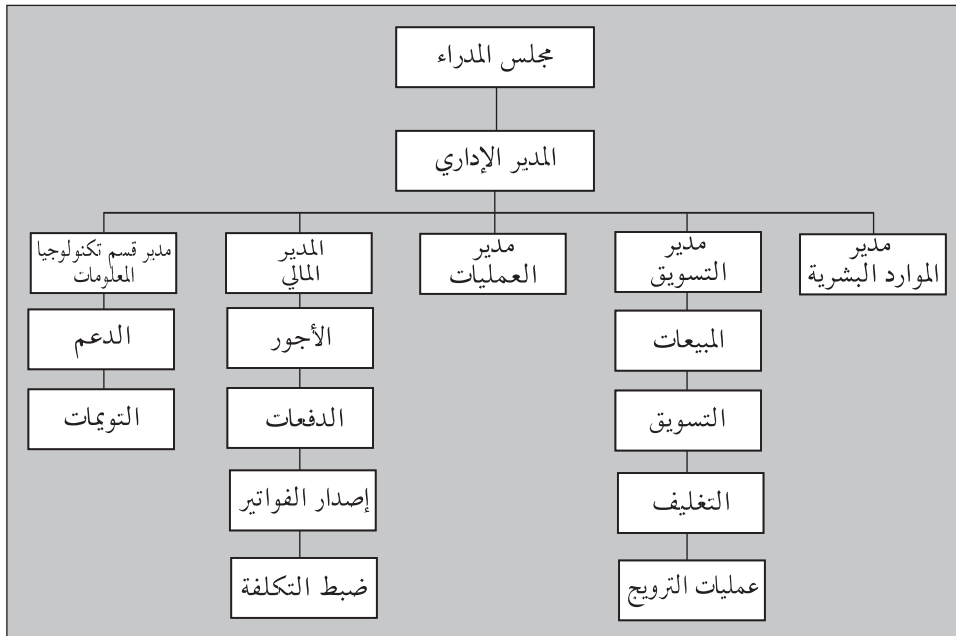 مجلس المدراء
المدير الإداري
مدير
الموارد البشرية
مدير
التسويق
مدير
العمليات
المدير
المالي
مدير قسم تكنولوجيا
المعلومات
المبيعات
الأجور
الدعم
التسويق
الدفعات
التويمات
التغليف
إصدار الفواتير
عمليات الترويج
ضبط التكلفة